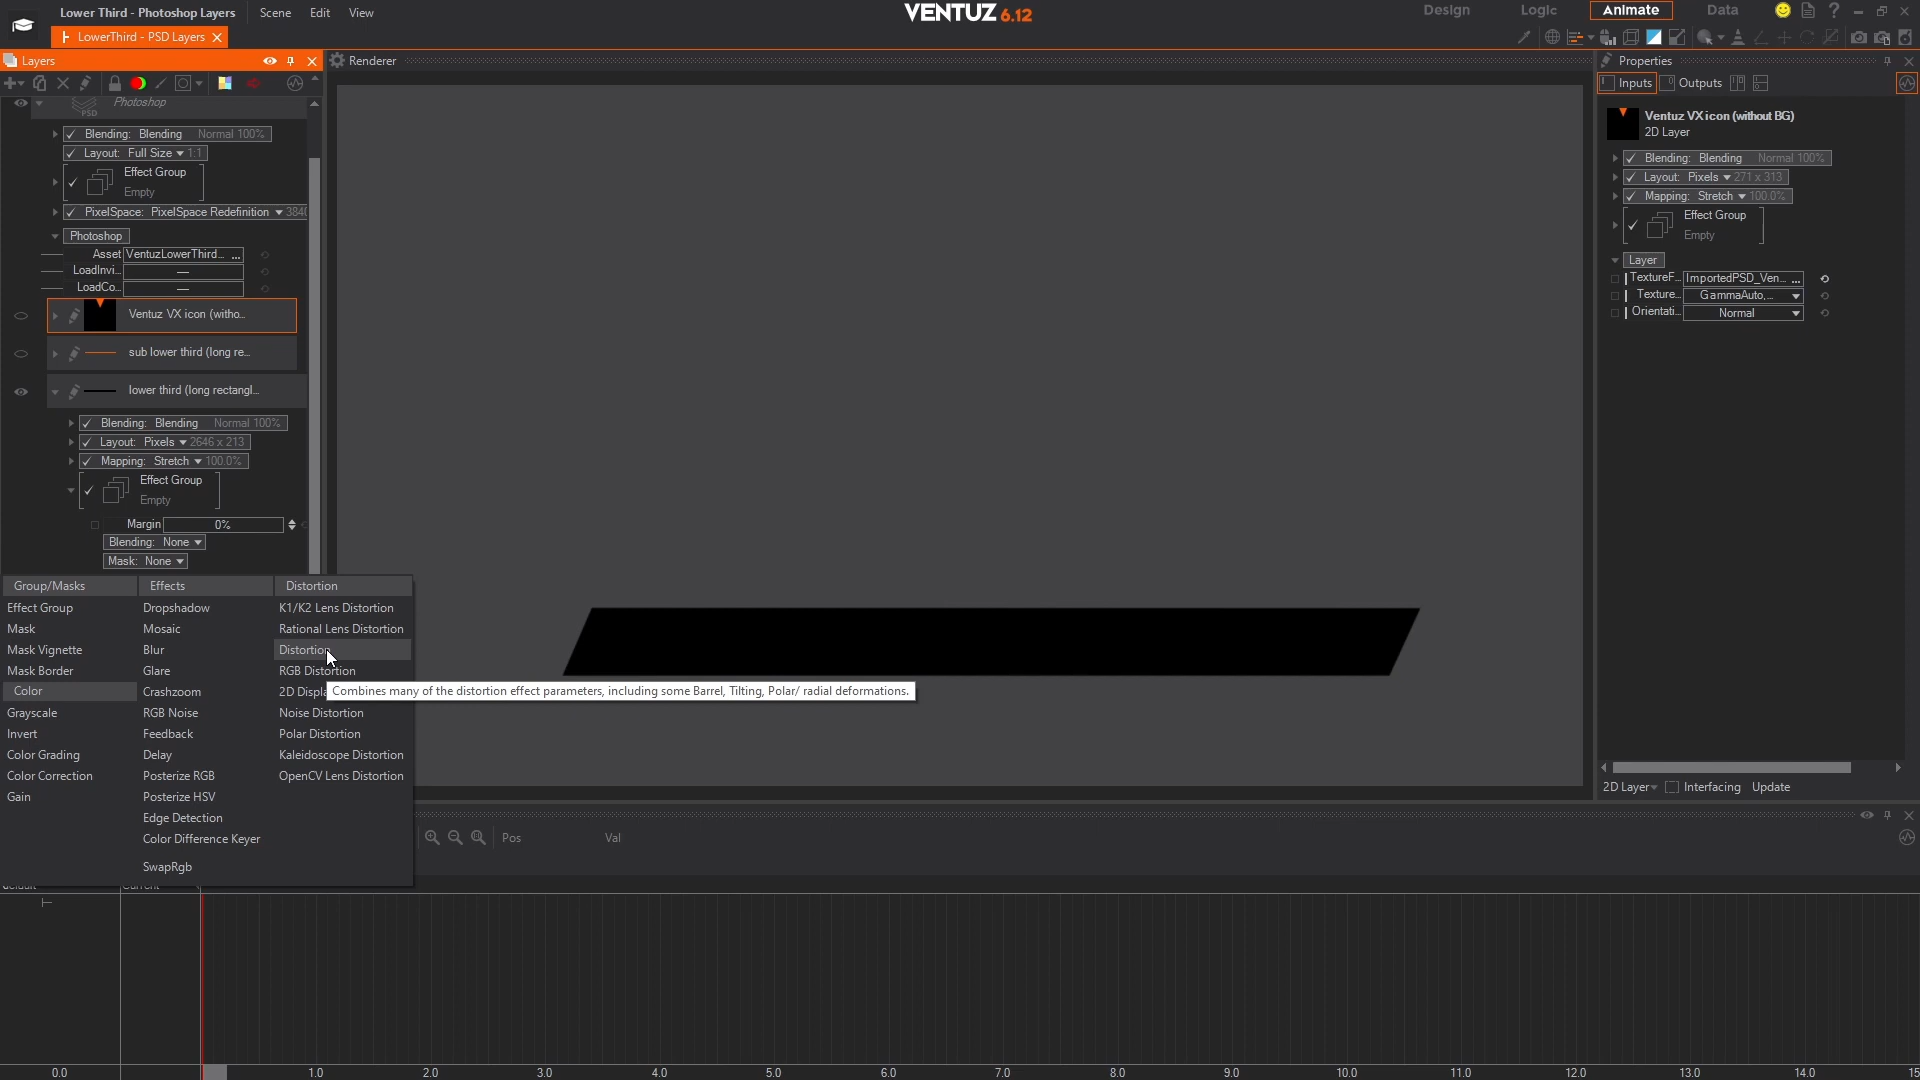 Lower Third - Photoshop Layers
Scene
Edit
View
VENTUZ 6.12
Design
Logic
Animate
Data
LowerThird - PSD Layers
Layers
Renderer
Properties
Inputs
Outputs
Photoshop
PSD
Blending: Blending Normal 100%
Layout: Full Size 1:1
Effect Group
Empty
PixelSpace: PixelSpace Redefinition 3840
Photoshop
Asset VentuzLowerThird... ...
LoadInvi...
LoadCo...
Ventuz VX icon (witho...
sub lower third (long re...
lower third (long rectangl...
Blending: Blending Normal 100%
Layout: Pixels 2646 x 213
Mapping: Stretch 100.0%
Effect Group
Empty
Margin 0%
Blending: None
Mask: None
Group/Masks
Effect Group
Mask
Mask Vignette
Mask Border
Color
Grayscale
Invert
Color Grading
Color Correction
Gain
Effects
Dropshadow
Mosaic
Blur
Glare
Crashzoom
RGB Noise
Feedback
Delay
Posterize RGB
Posterize HSV
Edge Detection
Color Difference Keyer
SwapRgb
Distortion
K1/K2 Lens Distortion
Rational Lens Distortion
Distortion
RGB Distortion
2D Displa
Noise Distortion
Polar Distortion
Kaleidoscope Distortion
OpenCV Lens Distortion
Combines many of the distortion effect parameters, including some Barrel, Tilting, Polar/ radial deformations.
Ventuz VX icon (without BG)
2D Layer
Blending: Blending Normal 100%
Layout: Pixels 271 x 313
Mapping: Stretch 100.0%
Effect Group
Empty
Layer
TextureF... ImportedPSD_Ven... ...
Texture... GammaAuto,...
Orientati... Normal
2D Layer
Interfacing
Update
Pos
Val
0.0 1.0 2.0 3.0 4.0 5.0 6.0 7.0 8.0 9.0 10.0 11.0 12.0 13.0 14.0 15